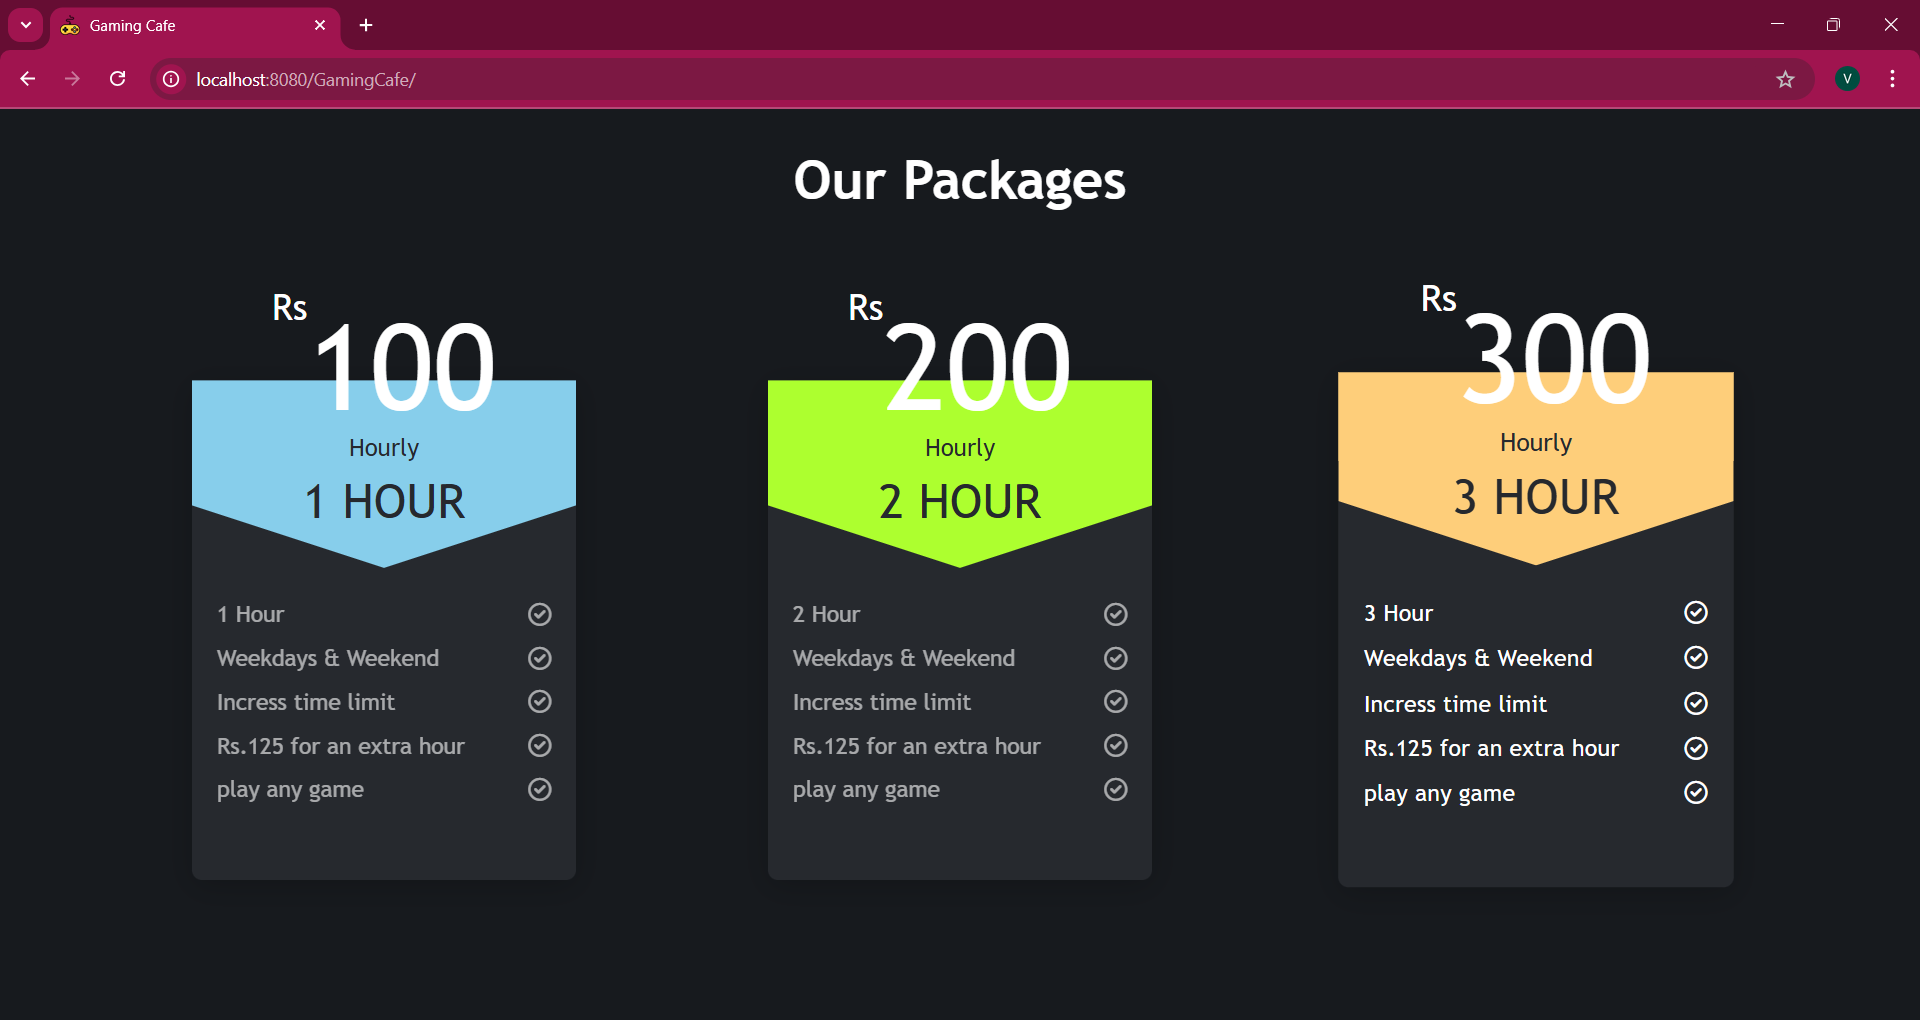 Gaming Cafe
localhost:8080/GamingCafe/
V
Our Packages
Rs 100
Hourly
1 HOUR
1 Hour
Weekdays & Weekend
Incress time limit
Rs.125 for an extra hour
play any game
Rs 200
Hourly
2 HOUR
2 Hour
Weekdays & Weekend
Incress time limit
Rs.125 for an extra hour
play any game
Rs 300
Hourly
3 HOUR
3 Hour
Weekdays & Weekend
Incress time limit
Rs.125 for an extra hour
play any game